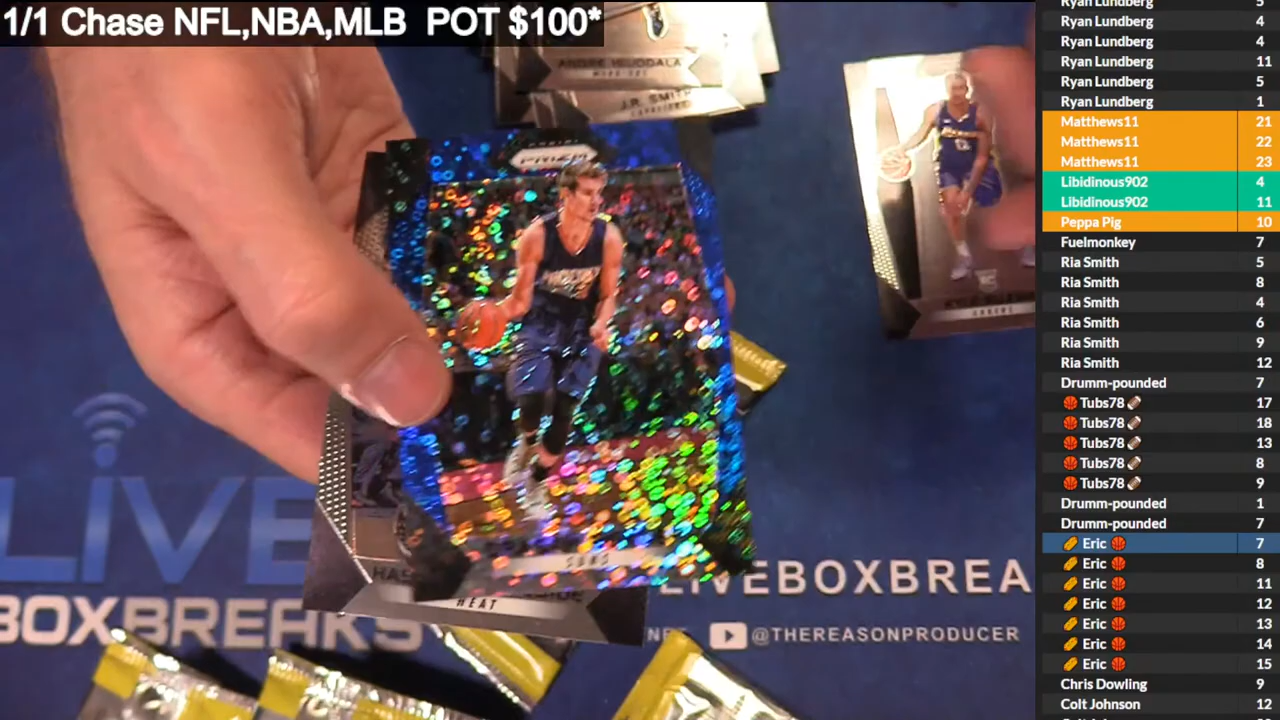 1/1 Chase NFL,NBA,MLB POT $100*
ANDRE IGUODALA
J.R. SMITH
CAVALIERS
PRIZM
SUNS
HEAT
LIVE
BOXBREAKS
LIVEBOXBREA
@THEREASONPRODUCER
Ryan Lundberg 5
Ryan Lundberg 4
Ryan Lundberg 4
Ryan Lundberg 11
Ryan Lundberg 5
Ryan Lundberg 1
Matthews11 21
Matthews11 22
Matthews11 23
Libidinous902 4
Libidinous902 11
Peppa Pig 10
Fuelmonkey 7
Ria Smith 5
Ria Smith 8
Ria Smith 4
Ria Smith 6
Ria Smith 9
Ria Smith 12
Drumm-pounded 7
Tubs78 17
Tubs78 18
Tubs78 13
Tubs78 8
Tubs78 9
Drumm-pounded 1
Drumm-pounded 7
Eric 7
Eric 8
Eric 11
Eric 12
Eric 13
Eric 14
Eric 15
Chris Dowling 9
Colt Johnson 12